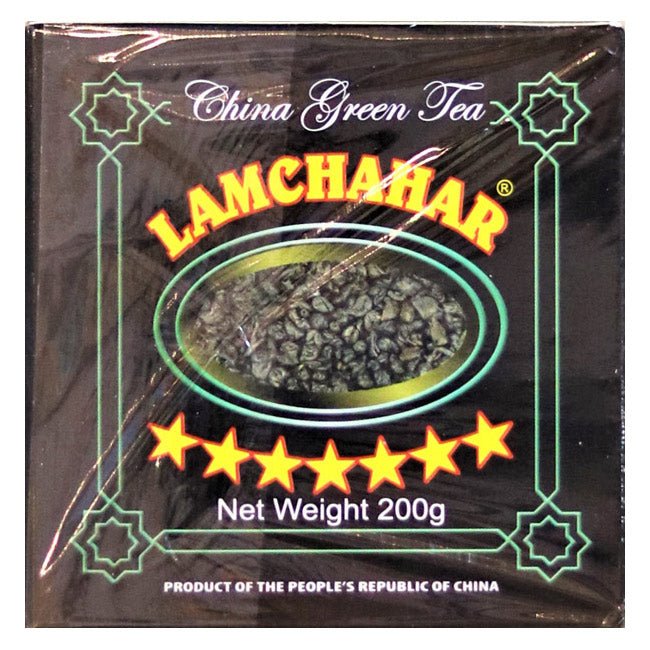 China Green Tea
LAMCHAHAR®
Net Weight 200g
PRODUCT OF THE PEOPLE'S REPUBLIC OF CHINA